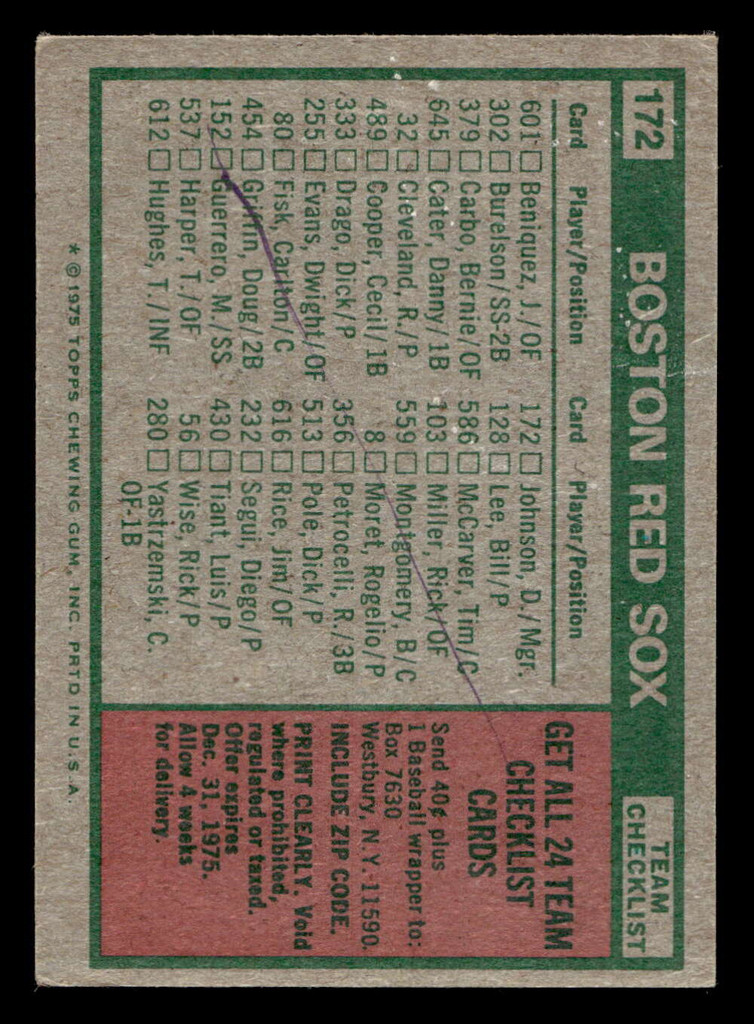 172 BOSTON RED SOX TEAM CHECKLIST
Card Player/Position
601 Beniquez, J./OF
302 Burelson/SS-2B
379 Carbo, Bernie/OF
645 Cater, Danny/1B
32 Cleveland, R./P
489 Cooper, Cecil/1B
333 Drago, Dick/P
255 Evans, Dwight/OF
80 Fisk, Carlton/C
454 Griffin, Doug/2B
152 Guerrero, M./SS
537 Harper, T./OF
612 Hughes, T./INF
Card Player/Position
172 Johnson, D./Mgr.
128 Lee, Bill/P
586 McCarver, Tim/C
103 Miller, Rick/OF
559 Montgomery, B/C
8 Moret, Rogelio/P
356 Petrocelli, R./3B
513 Pole, Dick/P
616 Rice, Jim/OF
232 Segui, Diego/P
430 Tiant, Luis/P
56 Wise, Rick/P
280 Yastrzemski, C.
OF-1B
GET ALL 24 TEAM
CHECKLIST
CARDS
Send 40¢ plus
1 Baseball wrapper to:
Box 7630
Westbury, N.Y.-11590.
INCLUDE ZIP CODE.
PRINT CLEARLY. Void
where prohibited,
regulated or taxed.
Offer expires
Dec. 31, 1975.
Allow 4 weeks
for delivery.
* © 1975 TOPPS CHEWING GUM, INC. PRTD IN U.S.A.